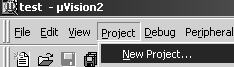 test - µVision2
File Edit View Project Debug Peripheral
New Project...